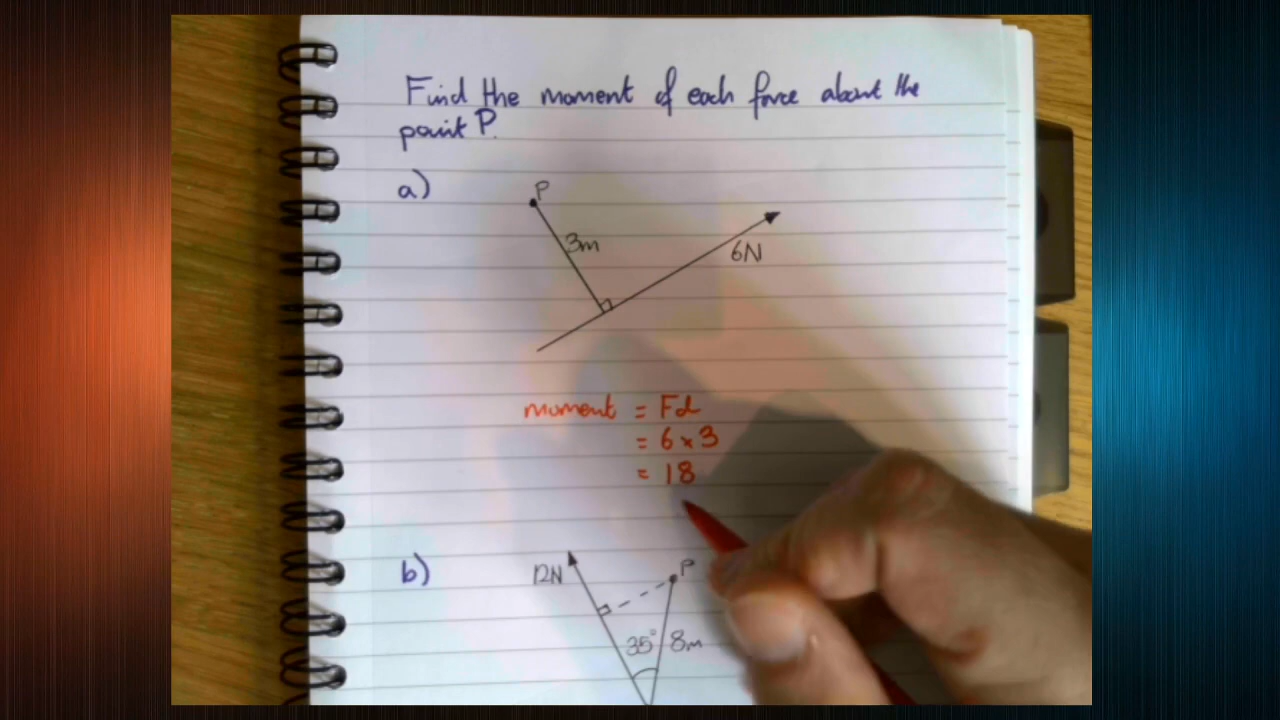 Find the moment of each force about the
point P.
a)
P
3m
6N
moment = Fd
= 6 × 3
= 18
b)
12N
P
35° 8m